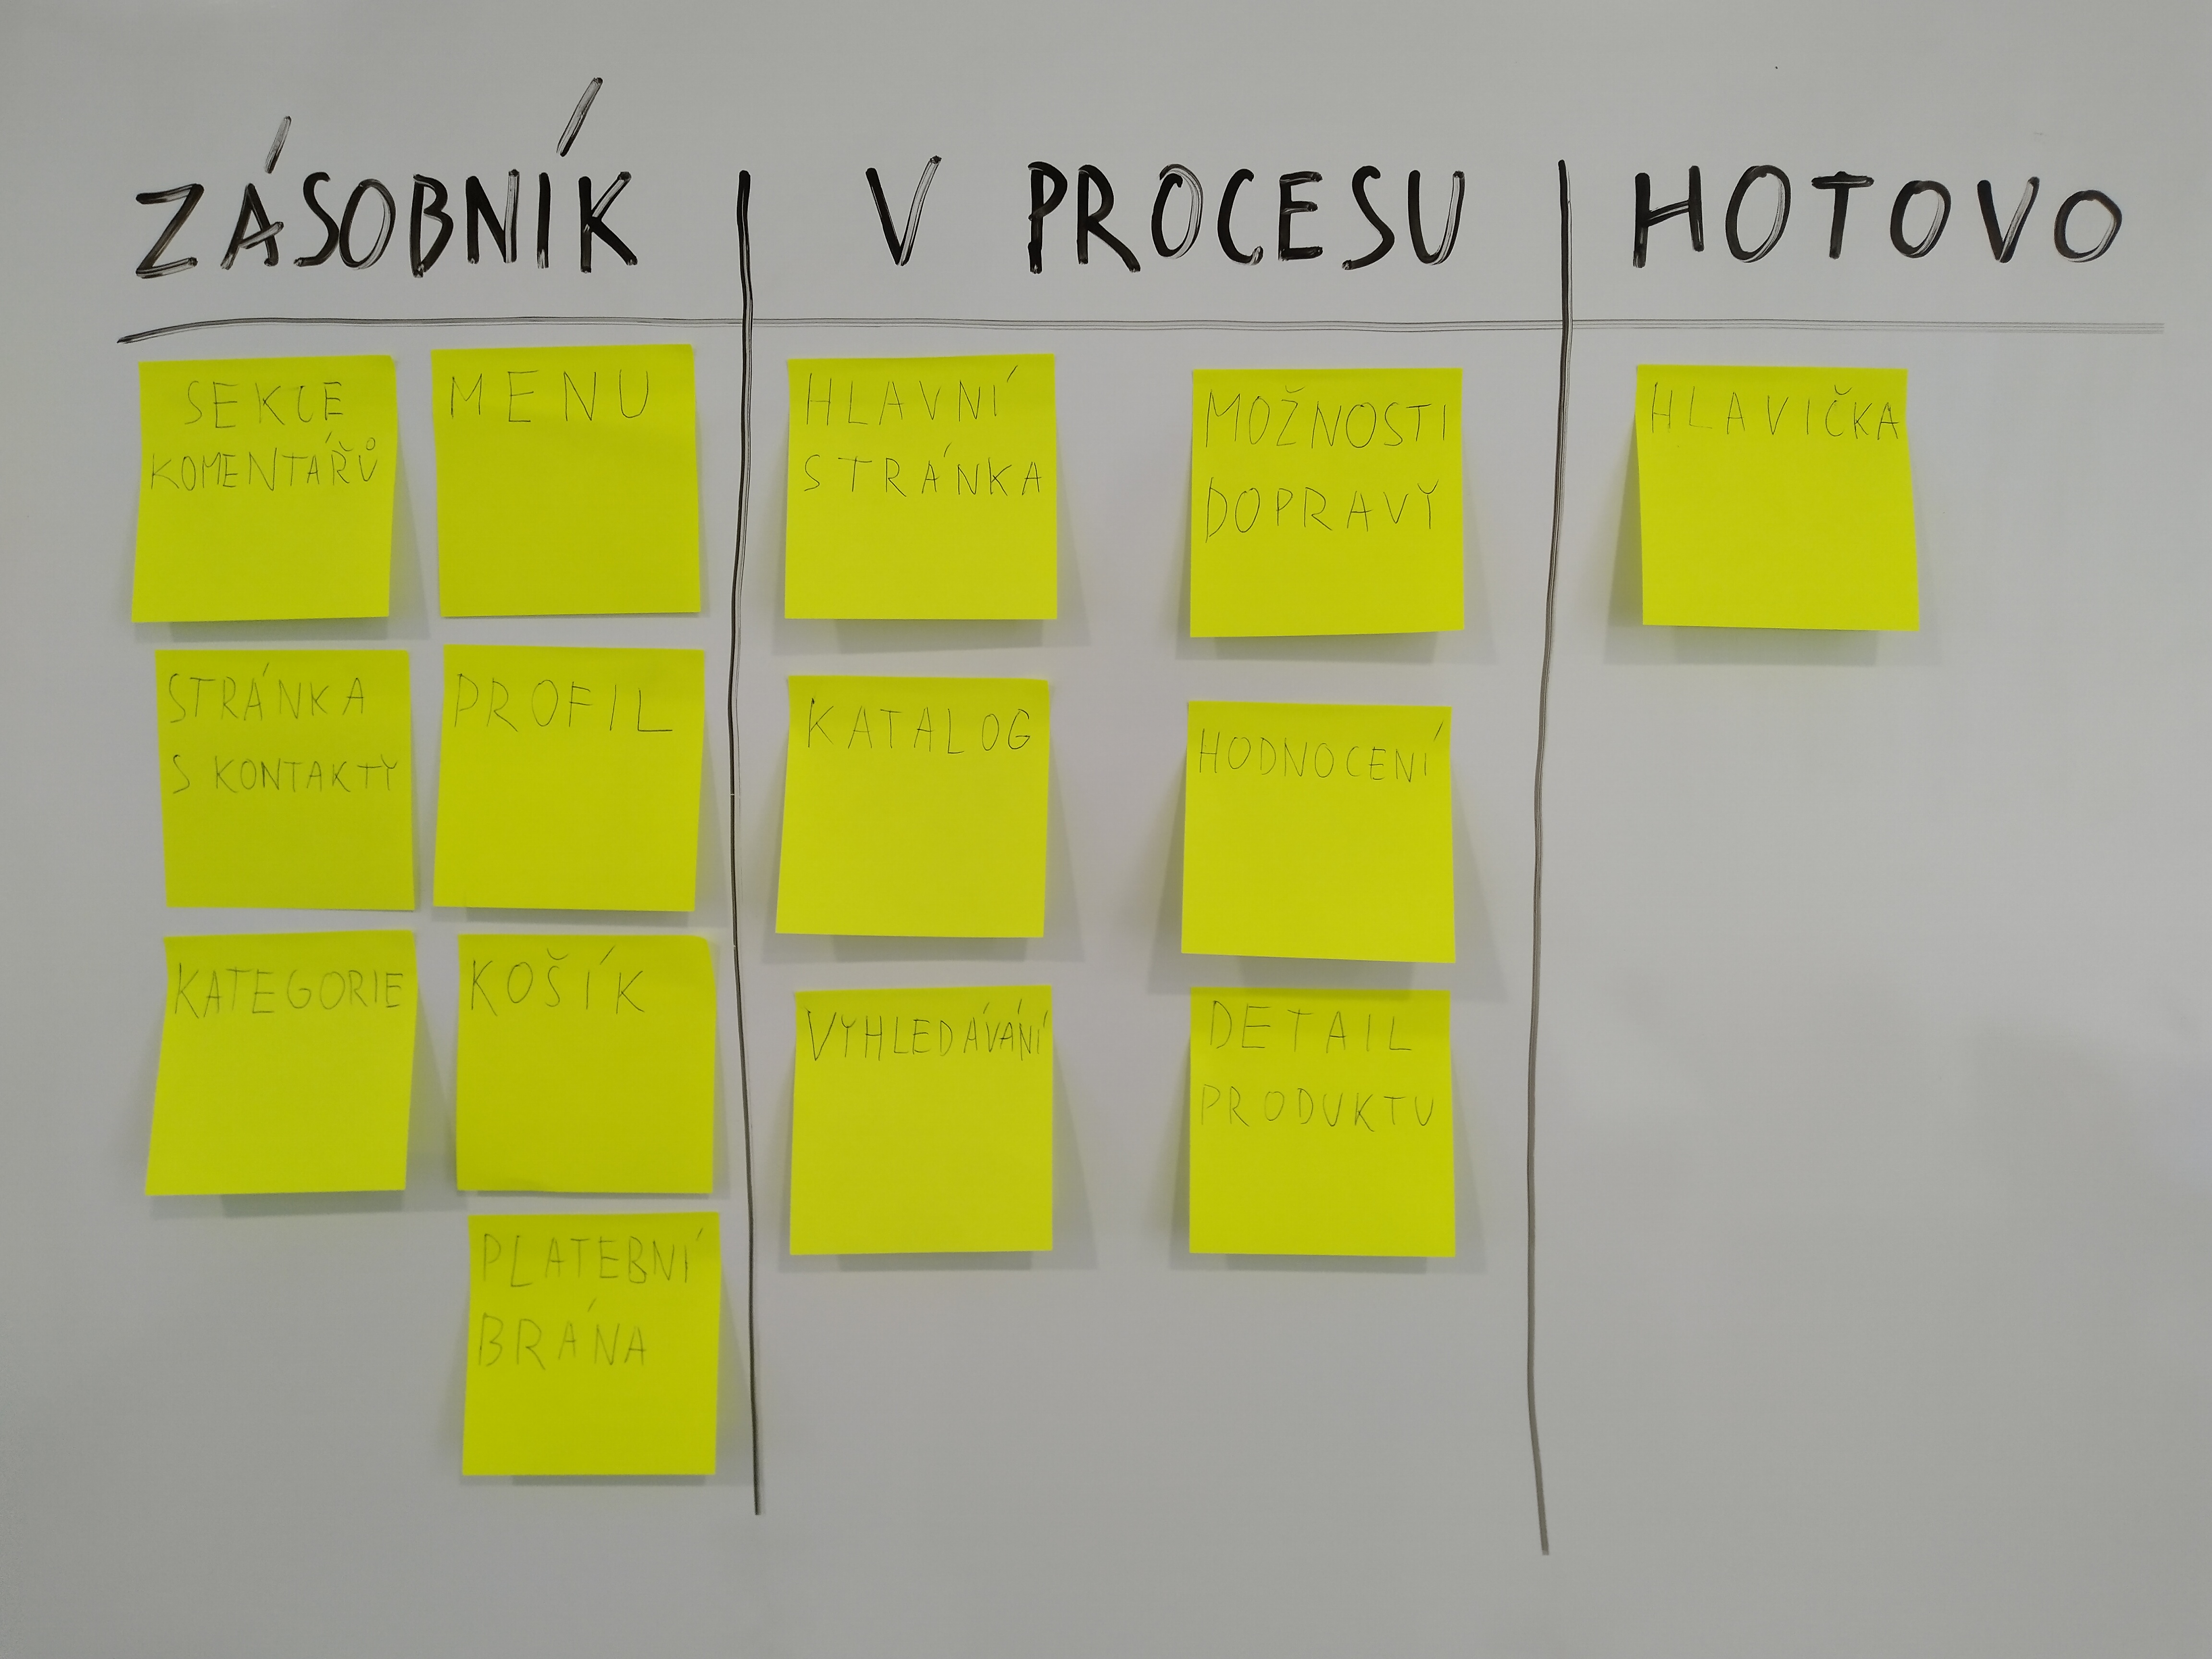 ZÁSOBNÍK
V PROCESU
HOTOVO
SEKCE
KOMENTÁŘŮ
MENU
STRÁNKA
S KONTAKTY
PROFIL
KATEGORIE
KOŠÍK
PLATEBNÍ
BRÁNA
HLAVNÍ
STRÁNKA
MOŽNOSTI
DOPRAVY
KATALOG
HODNOCENÍ
VYHLEDÁVÁNÍ
DETAIL
PRODUKTU
HLAVIČKA